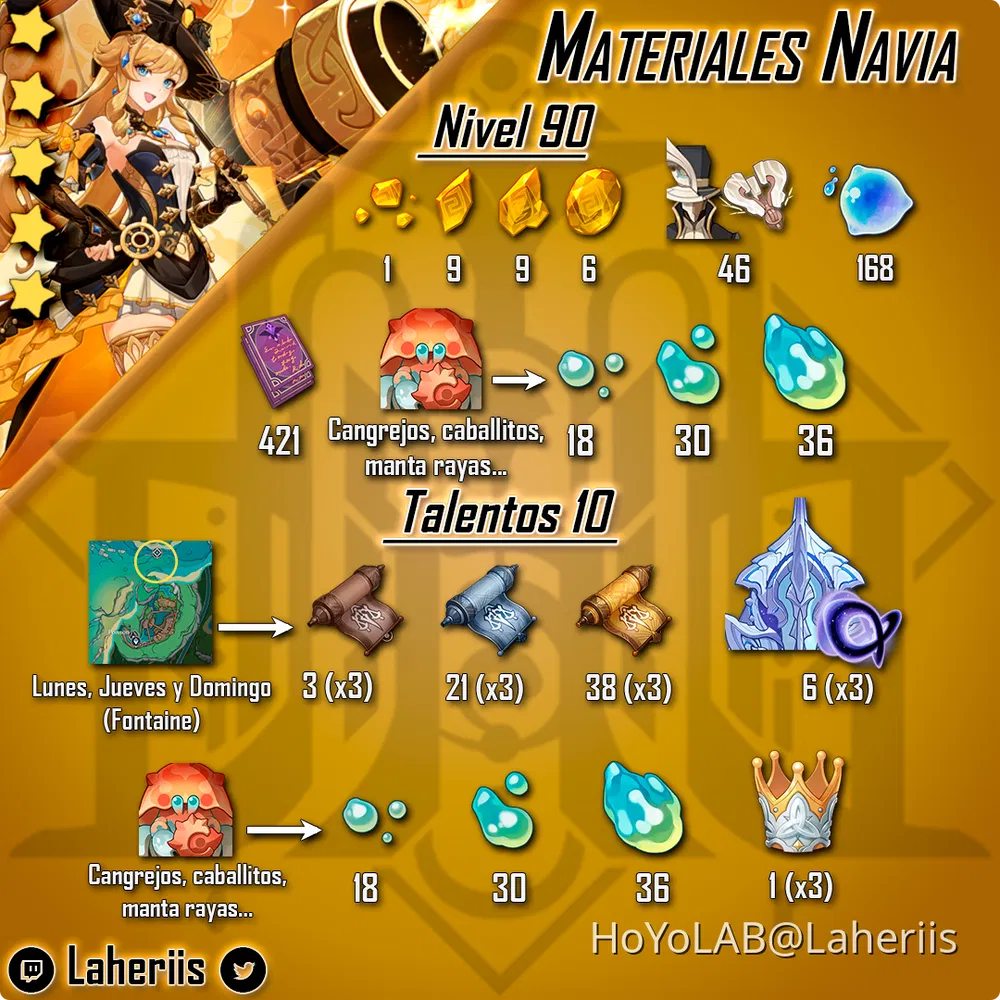 Materiales Navia
Nivel 90
1 9 9 6 46 168
421 Cangrejos, caballitos, 18 30 36
manta rayas...
Talentos 10
Lunes, Jueves y Domingo 3 (x3) 21 (x3) 38 (x3) 6 (x3)
(Fontaine)
Cangrejos, caballitos, 18 30 36 1 (x3)
manta rayas...
HoYoLAB@Laheriis
Laheriis